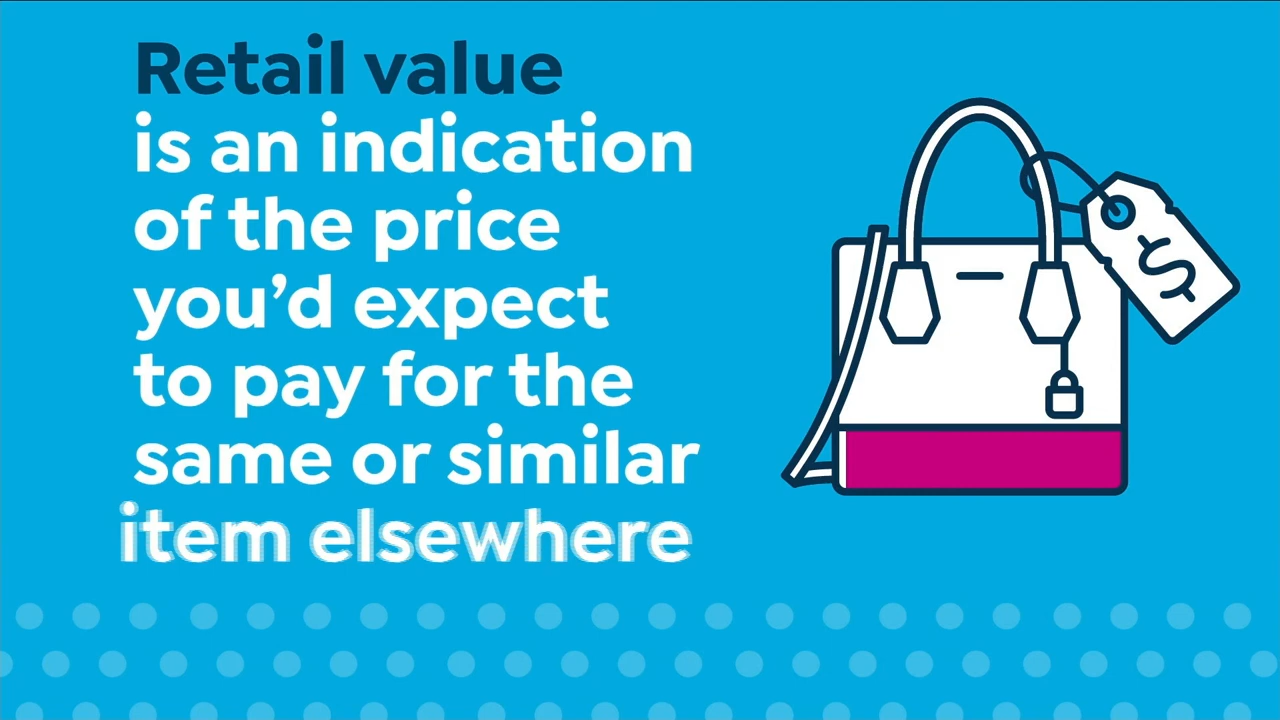 Retail value
is an indication
of the price
you’d expect
to pay for the
same or similar
item elsewhere
$